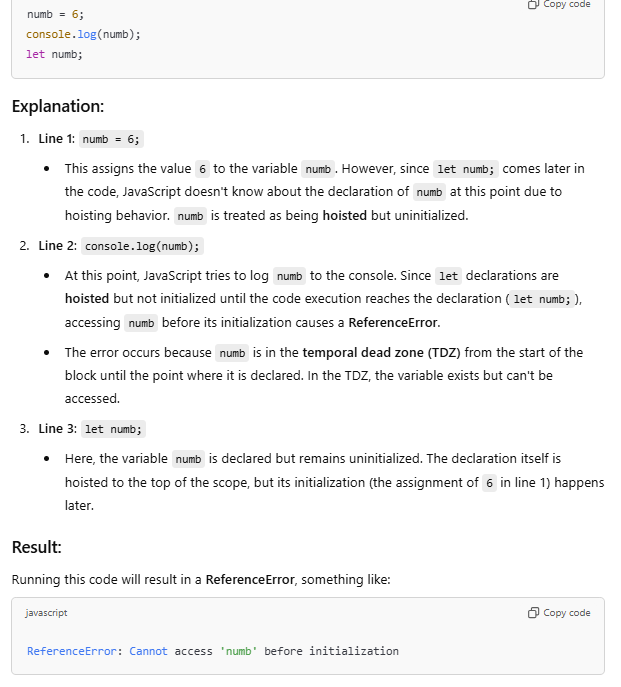 Copy code
numb = 6;
console.log(numb);
let numb;
Explanation:
1. Line 1: numb = 6;
• This assigns the value 6 to the variable numb. However, since let numb; comes later in
the code, JavaScript doesn't know about the declaration of numb at this point due to
hoisting behavior. numb is treated as being hoisted but uninitialized.
2. Line 2: console.log(numb);
• At this point, JavaScript tries to log numb to the console. Since let declarations are
hoisted but not initialized until the code execution reaches the declaration ( let numb; ),
accessing numb before its initialization causes a ReferenceError.
• The error occurs because numb is in the temporal dead zone (TDZ) from the start of the
block until the point where it is declared. In the TDZ, the variable exists but can't be
accessed.
3. Line 3: let numb;
• Here, the variable numb is declared but remains uninitialized. The declaration itself is
hoisted to the top of the scope, but its initialization (the assignment of 6 in line 1) happens
later.
Result:
Running this code will result in a ReferenceError, something like:
javascript Copy code
ReferenceError: Cannot access 'numb' before initialization